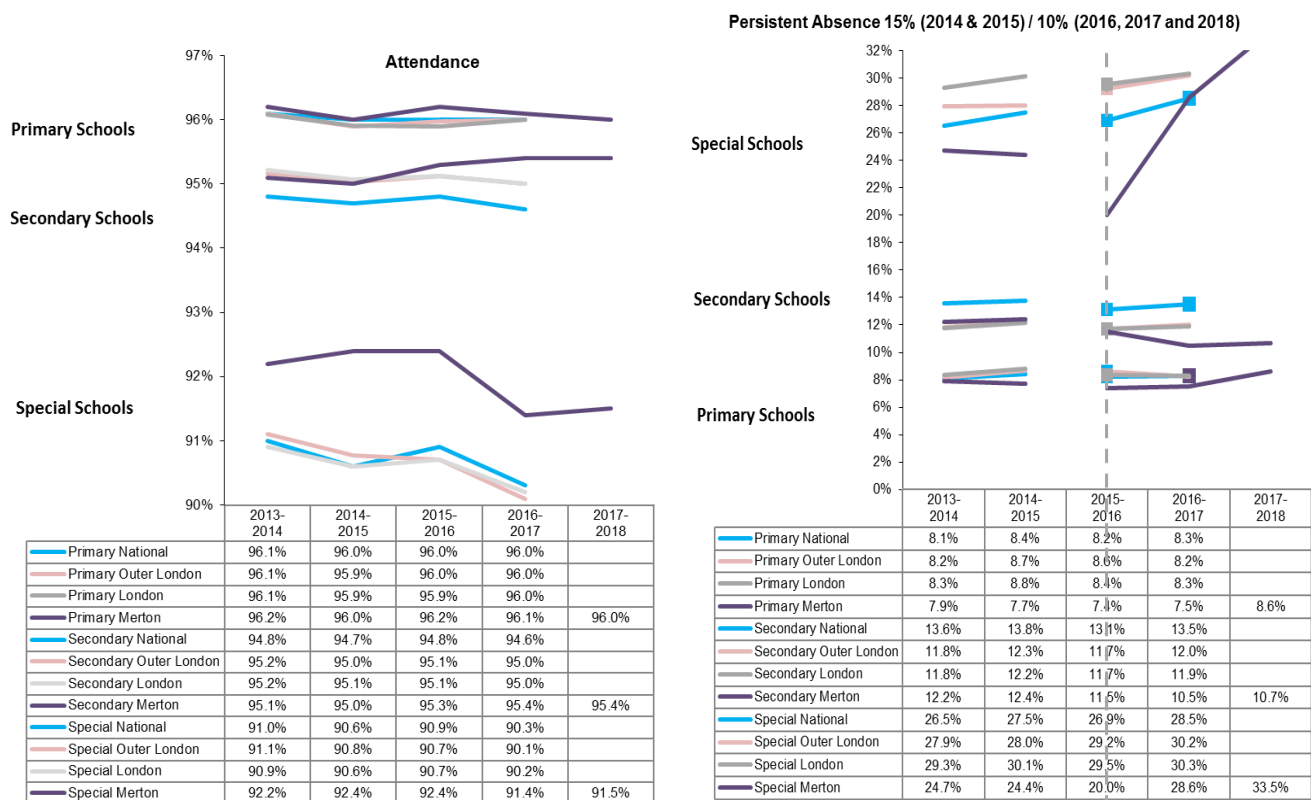 Persistent Absence 15% (2014 & 2015) / 10% (2016, 2017 and 2018)
Attendance
97%
96%
95%
94%
93%
92%
91%
90%
Primary Schools
Secondary Schools
Special Schools
2013-2014 2014-2015 2015-2016 2016-2017 2017-2018
Primary National 96.1% 96.0% 96.0% 96.0%
Primary Outer London 96.1% 95.9% 96.0% 96.0%
Primary London 96.1% 95.9% 95.9% 96.0%
Primary Merton 96.2% 96.0% 96.2% 96.1% 96.0%
Secondary National 94.8% 94.7% 94.8% 94.6%
Secondary Outer London 95.2% 95.0% 95.1% 95.0%
Secondary London 95.2% 95.1% 95.1% 95.0%
Secondary Merton 95.1% 95.0% 95.3% 95.4% 95.4%
Special National 91.0% 90.6% 90.9% 90.3%
Special Outer London 91.1% 90.8% 90.7% 90.1%
Special London 90.9% 90.6% 90.7% 90.2%
Special Merton 92.2% 92.4% 92.4% 91.4% 91.5%
32%
30%
28%
26%
24%
22%
20%
18%
16%
14%
12%
10%
8%
6%
4%
2%
0%
Special Schools
Secondary Schools
Primary Schools
2013-2014 2014-2015 2015-2016 2016-2017 2017-2018
Primary National 8.1% 8.4% 8.2% 8.3%
Primary Outer London 8.2% 8.7% 8.6% 8.2%
Primary London 8.3% 8.8% 8.4% 8.3%
Primary Merton 7.9% 7.7% 7.4% 7.5% 8.6%
Secondary National 13.6% 13.8% 13.1% 13.5%
Secondary Outer London 11.8% 12.3% 11.7% 12.0%
Secondary London 11.8% 12.2% 11.7% 11.9%
Secondary Merton 12.2% 12.4% 11.5% 10.5% 10.7%
Special National 26.5% 27.5% 26.9% 28.5%
Special Outer London 27.9% 28.0% 29.2% 30.2%
Special London 29.3% 30.1% 29.5% 30.3%
Special Merton 24.7% 24.4% 20.0% 28.6% 33.5%